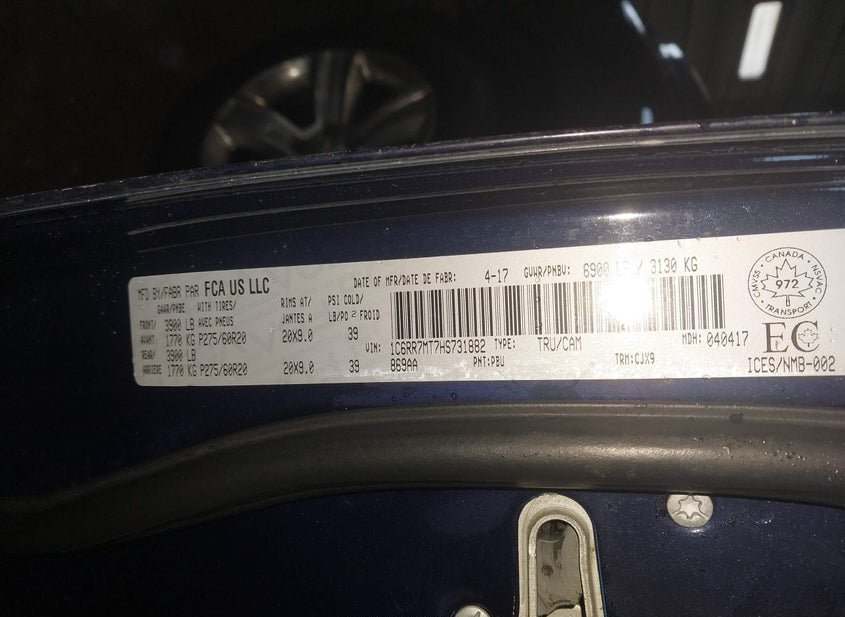 MFD BY/FABR PAR FCA US LLC
DATE OF MFR/DATE DE FABR: 4-17 GVWR/PNBV: 6900 LB / 3130 KG
GAWR/PNBE WITH TIRES/ RIMS AT/ PSI COLD/
AVEC PNEUS JANTES A LB/PO 2 FROID
FRONT/ 3900 LB
AVANT 1770 KG P275/60R20 20X9.0 39
REAR/ 3900 LB
ARRIERE 1770 KG P275/60R20 20X9.0 39
VIN: 1C6RR7MT7HS731882 TYPE: TRU/CAM MDH: 040417
869AA PNT:PBU TRM:CJX9
CANADA
CMVSS NSVAC
972
TRANSPORT
EC
ICES/NMB-002